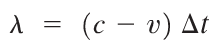 λ = (c − v) Δt